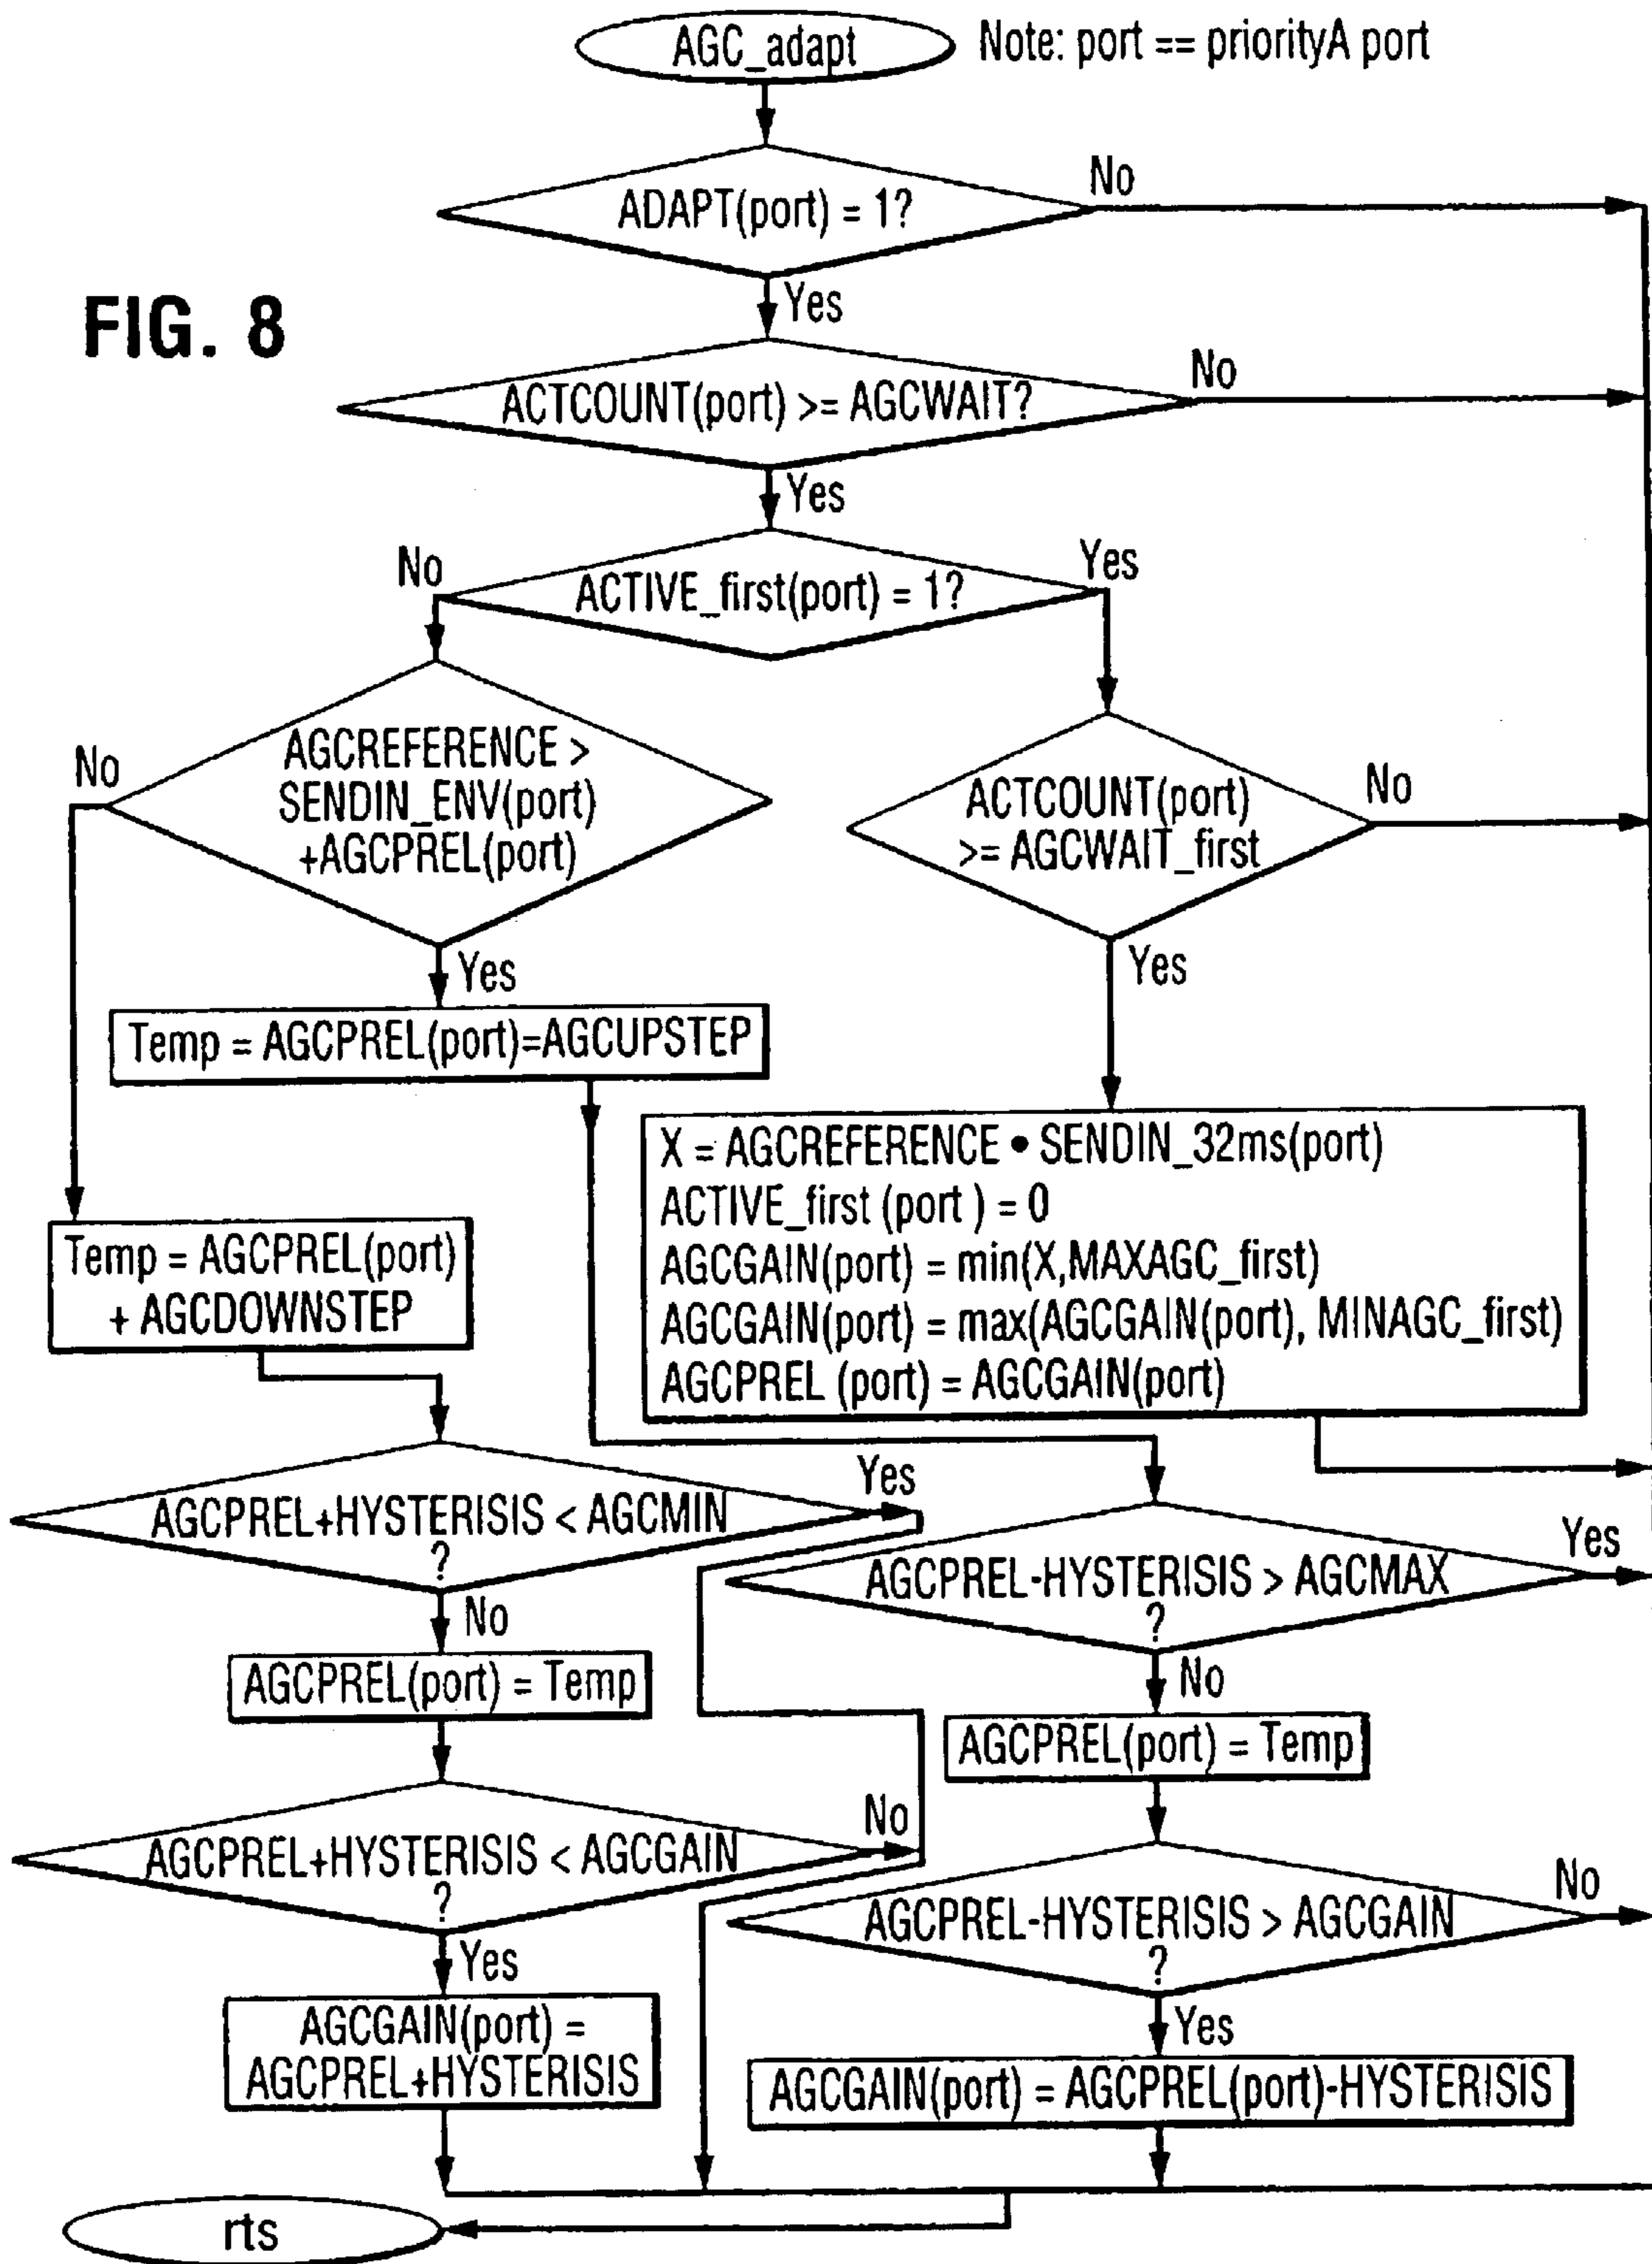 AGC_adapt
Note: port == priorityA port
ADAPT(port) = 1?
No
Yes
FIG. 8
ACTCOUNT(port) >= AGCWAIT?
No
Yes
ACTIVE_first(port) = 1?
No
Yes
AGCREFERENCE >
SENDIN_ENV(port)
+AGCPREL(port)
No
Yes
ACTCOUNT(port)
>= AGCWAIT_first
No
Yes
Temp = AGCPREL(port)=AGCUPSTEP
X = AGCREFERENCE • SENDIN_32ms(port)
ACTIVE_first (port ) = 0
AGCGAIN(port) = min(X,MAXAGC_first)
AGCGAIN(port) = max(AGCGAIN(port), MINAGC_first)
AGCPREL (port) = AGCGAIN(port)
Temp = AGCPREL(port)
+ AGCDOWNSTEP
AGCPREL+HYSTERISIS < AGCMIN
?
Yes
No
AGCPREL-HYSTERISIS > AGCMAX
?
Yes
No
AGCPREL(port) = Temp
AGCPREL(port) = Temp
AGCPREL+HYSTERISIS < AGCGAIN
?
No
Yes
AGCPREL-HYSTERISIS > AGCGAIN
?
No
Yes
AGCGAIN(port) =
AGCPREL+HYSTERISIS
AGCGAIN(port) = AGCPREL(port)-HYSTERISIS
rts